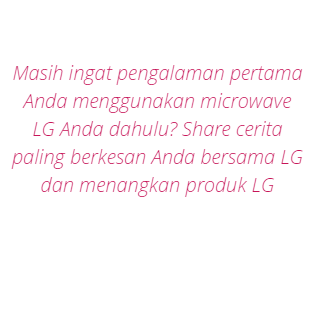 Masih ingat pengalaman pertama
Anda menggunakan microwave
LG Anda dahulu? Share cerita
paling berkesan Anda bersama LG
dan menangkan produk LG